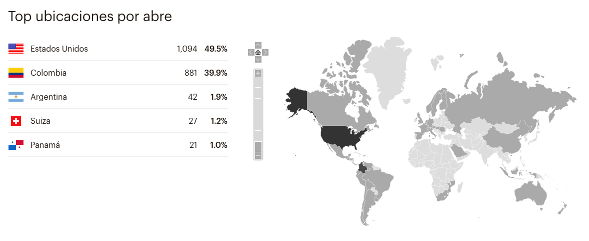 Top ubicaciones por abre
Estados Unidos 1,094 49.5%
Colombia 881 39.9%
Argentina 42 1.9%
Suiza 27 1.2%
Panamá 21 1.0%